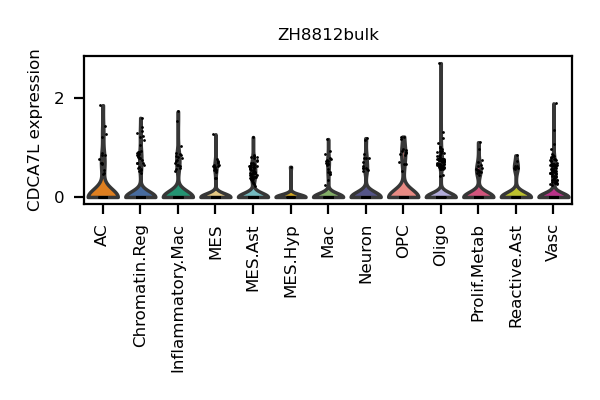 ZH8812bulk
CDCA7L expression
2
0
AC
Chromatin.Reg
Inflammatory.Mac
MES
MES.Ast
MES.Hyp
Mac
Neuron
OPC
Oligo
Prolif.Metab
Reactive.Ast
Vasc